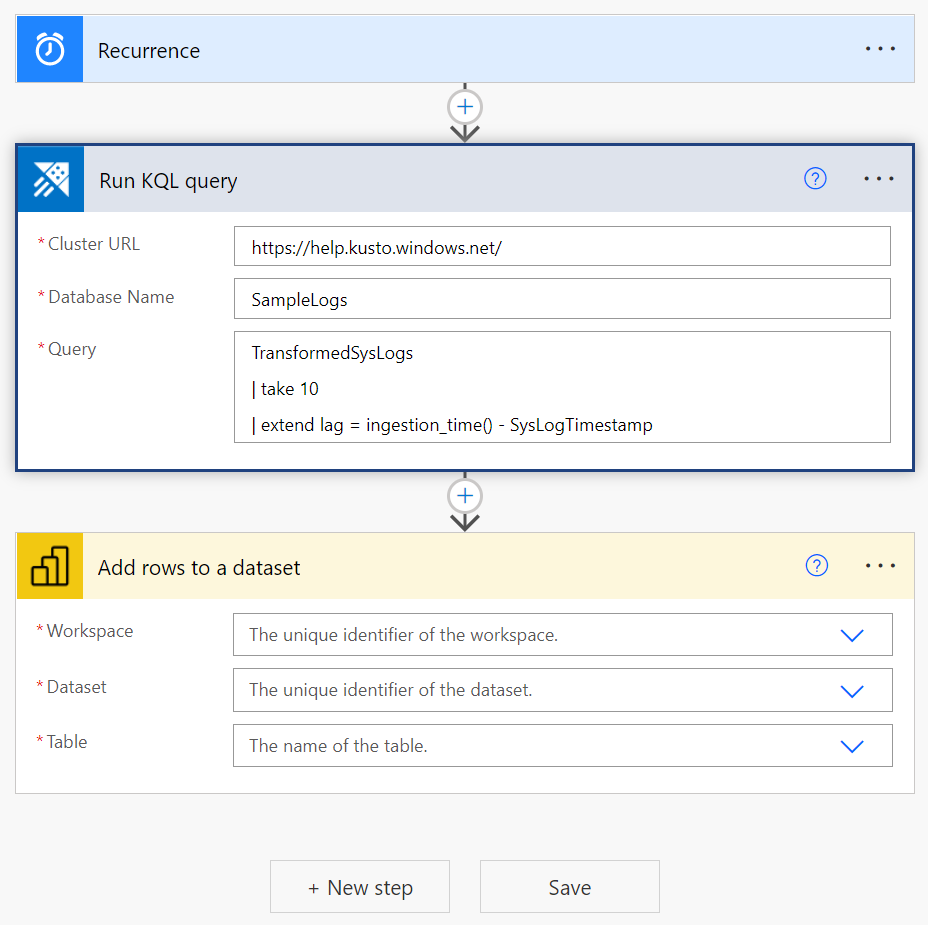 Recurrence
Run KQL query
* Cluster URL
https://help.kusto.windows.net/
* Database Name
SampleLogs
* Query
TransformedSysLogs
| take 10
| extend lag = ingestion_time() - SysLogTimestamp
Add rows to a dataset
* Workspace
The unique identifier of the workspace.
* Dataset
The unique identifier of the dataset.
* Table
The name of the table.
+ New step
Save